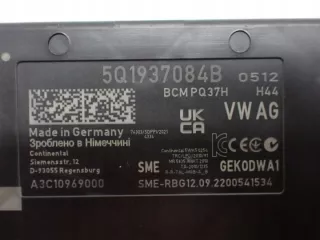 5Q1937084B 0512
BCM PQ37H H44
UK CA
VW AG
Made in Germany
Зроблено в Німеччині
Continental
Siemensstr. 12
D-93055 Regensburg
SME GEKODWA1
A3C10969000 SME-RBG12.09.2200541534